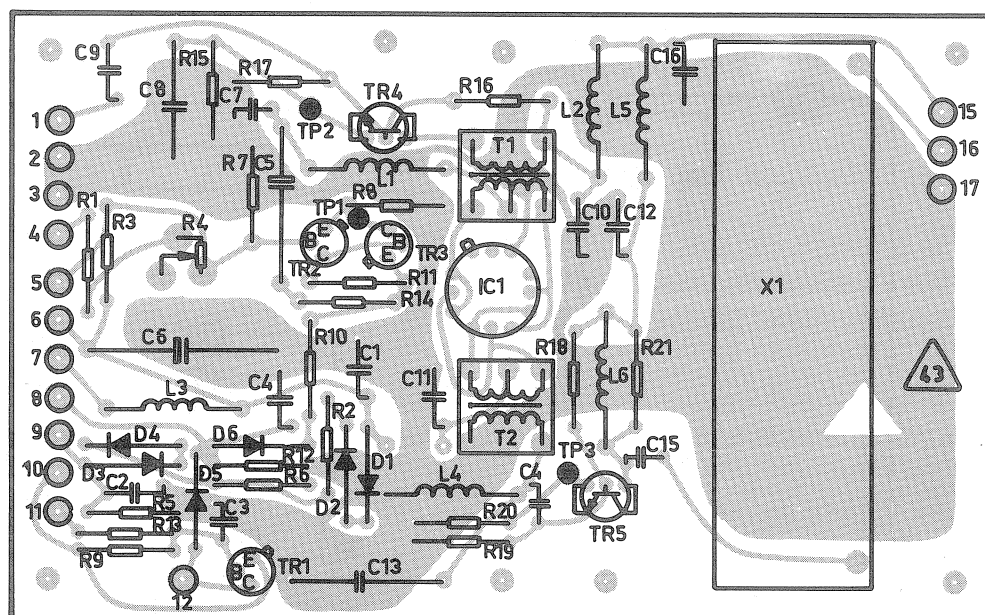 C9
R15
R17
C8
C7
TP2
TR4
R16
L2
L5
C16
1
T1
15
2
16
R7
C5
L1
3
17
R1
R3
R4
R8
TP1
C10
C12
4
TR2
E
B
C
C
B
E
TR3
5
R11
IC1
X1
R14
6
C6
R10
C1
R18
R21
7
L3
C4
C11
L6
43
8
R2
T2
9
D4
D6
R12
TP3
C15
10
D3
D5
R6
D1
L4
C4
C2
R5
D2
R20
11
R13
C3
R19
TR5
R9
E
B
C
TR1
C13
12